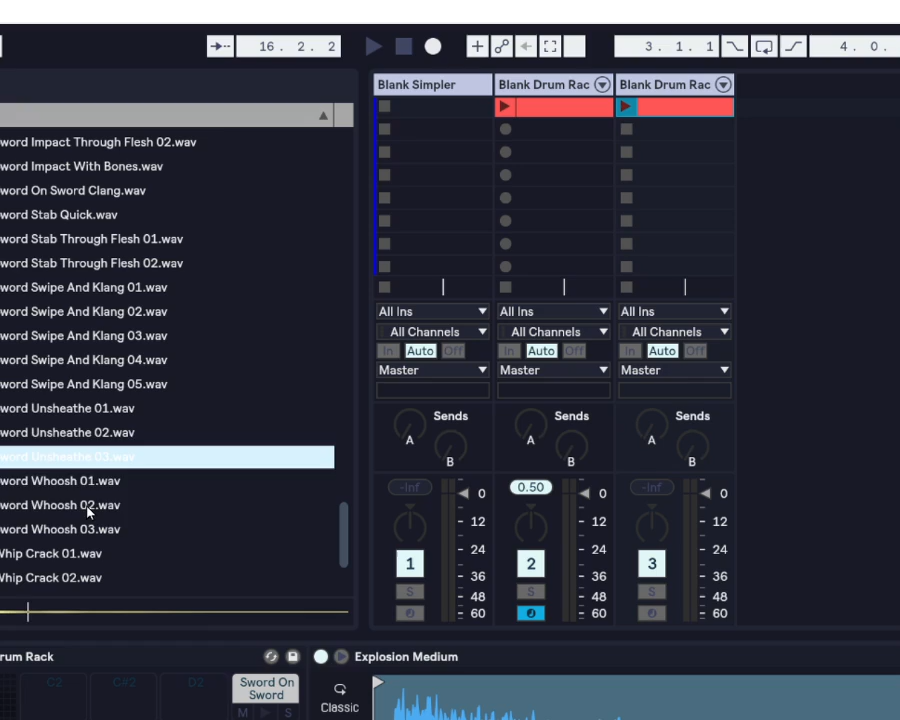 16. 2. 2
3. 1. 1
4. 0.
Blank Simpler
Blank Drum Rac
Blank Drum Rac
word Impact Through Flesh 02.wav
word Impact With Bones.wav
word On Sword Clang.wav
word Stab Quick.wav
word Stab Through Flesh 01.wav
word Stab Through Flesh 02.wav
word Swipe And Klang 01.wav
word Swipe And Klang 02.wav
word Swipe And Klang 03.wav
word Swipe And Klang 04.wav
word Swipe And Klang 05.wav
word Unsheathe 01.wav
word Unsheathe 02.wav
word Unsheathe 03.wav
word Whoosh 01.wav
word Whoosh 02.wav
word Whoosh 03.wav
Whip Crack 01.wav
Whip Crack 02.wav
All Ins
All Ins
All Ins
All Channels
All Channels
All Channels
In Auto Off
In Auto Off
In Auto Off
Master
Master
Master
Sends
Sends
Sends
A
A
A
B
B
B
-Inf
0.50
-Inf
0
12
24
36
48
60
0
12
24
36
48
60
0
12
24
36
48
60
1
2
3
S
S
S
rum Rack
Explosion Medium
C2
C#2
D2
Sword On
Sword
M
S
Classic